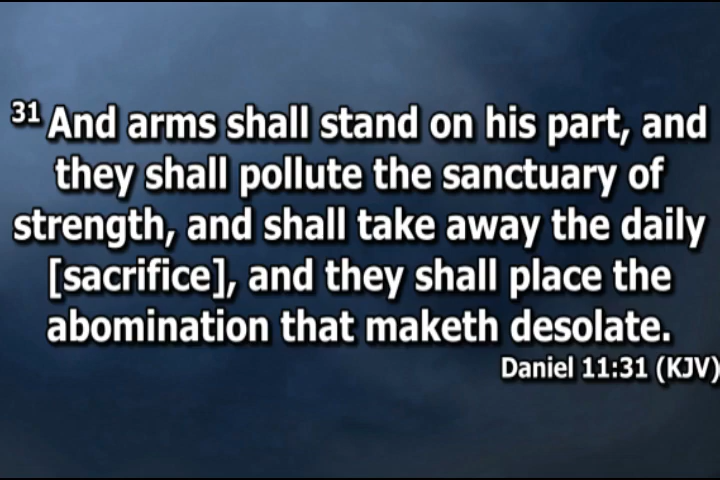 31 And arms shall stand on his part, and
they shall pollute the sanctuary of
strength, and shall take away the daily
[sacrifice], and they shall place the
abomination that maketh desolate.
Daniel 11:31 (KJV)